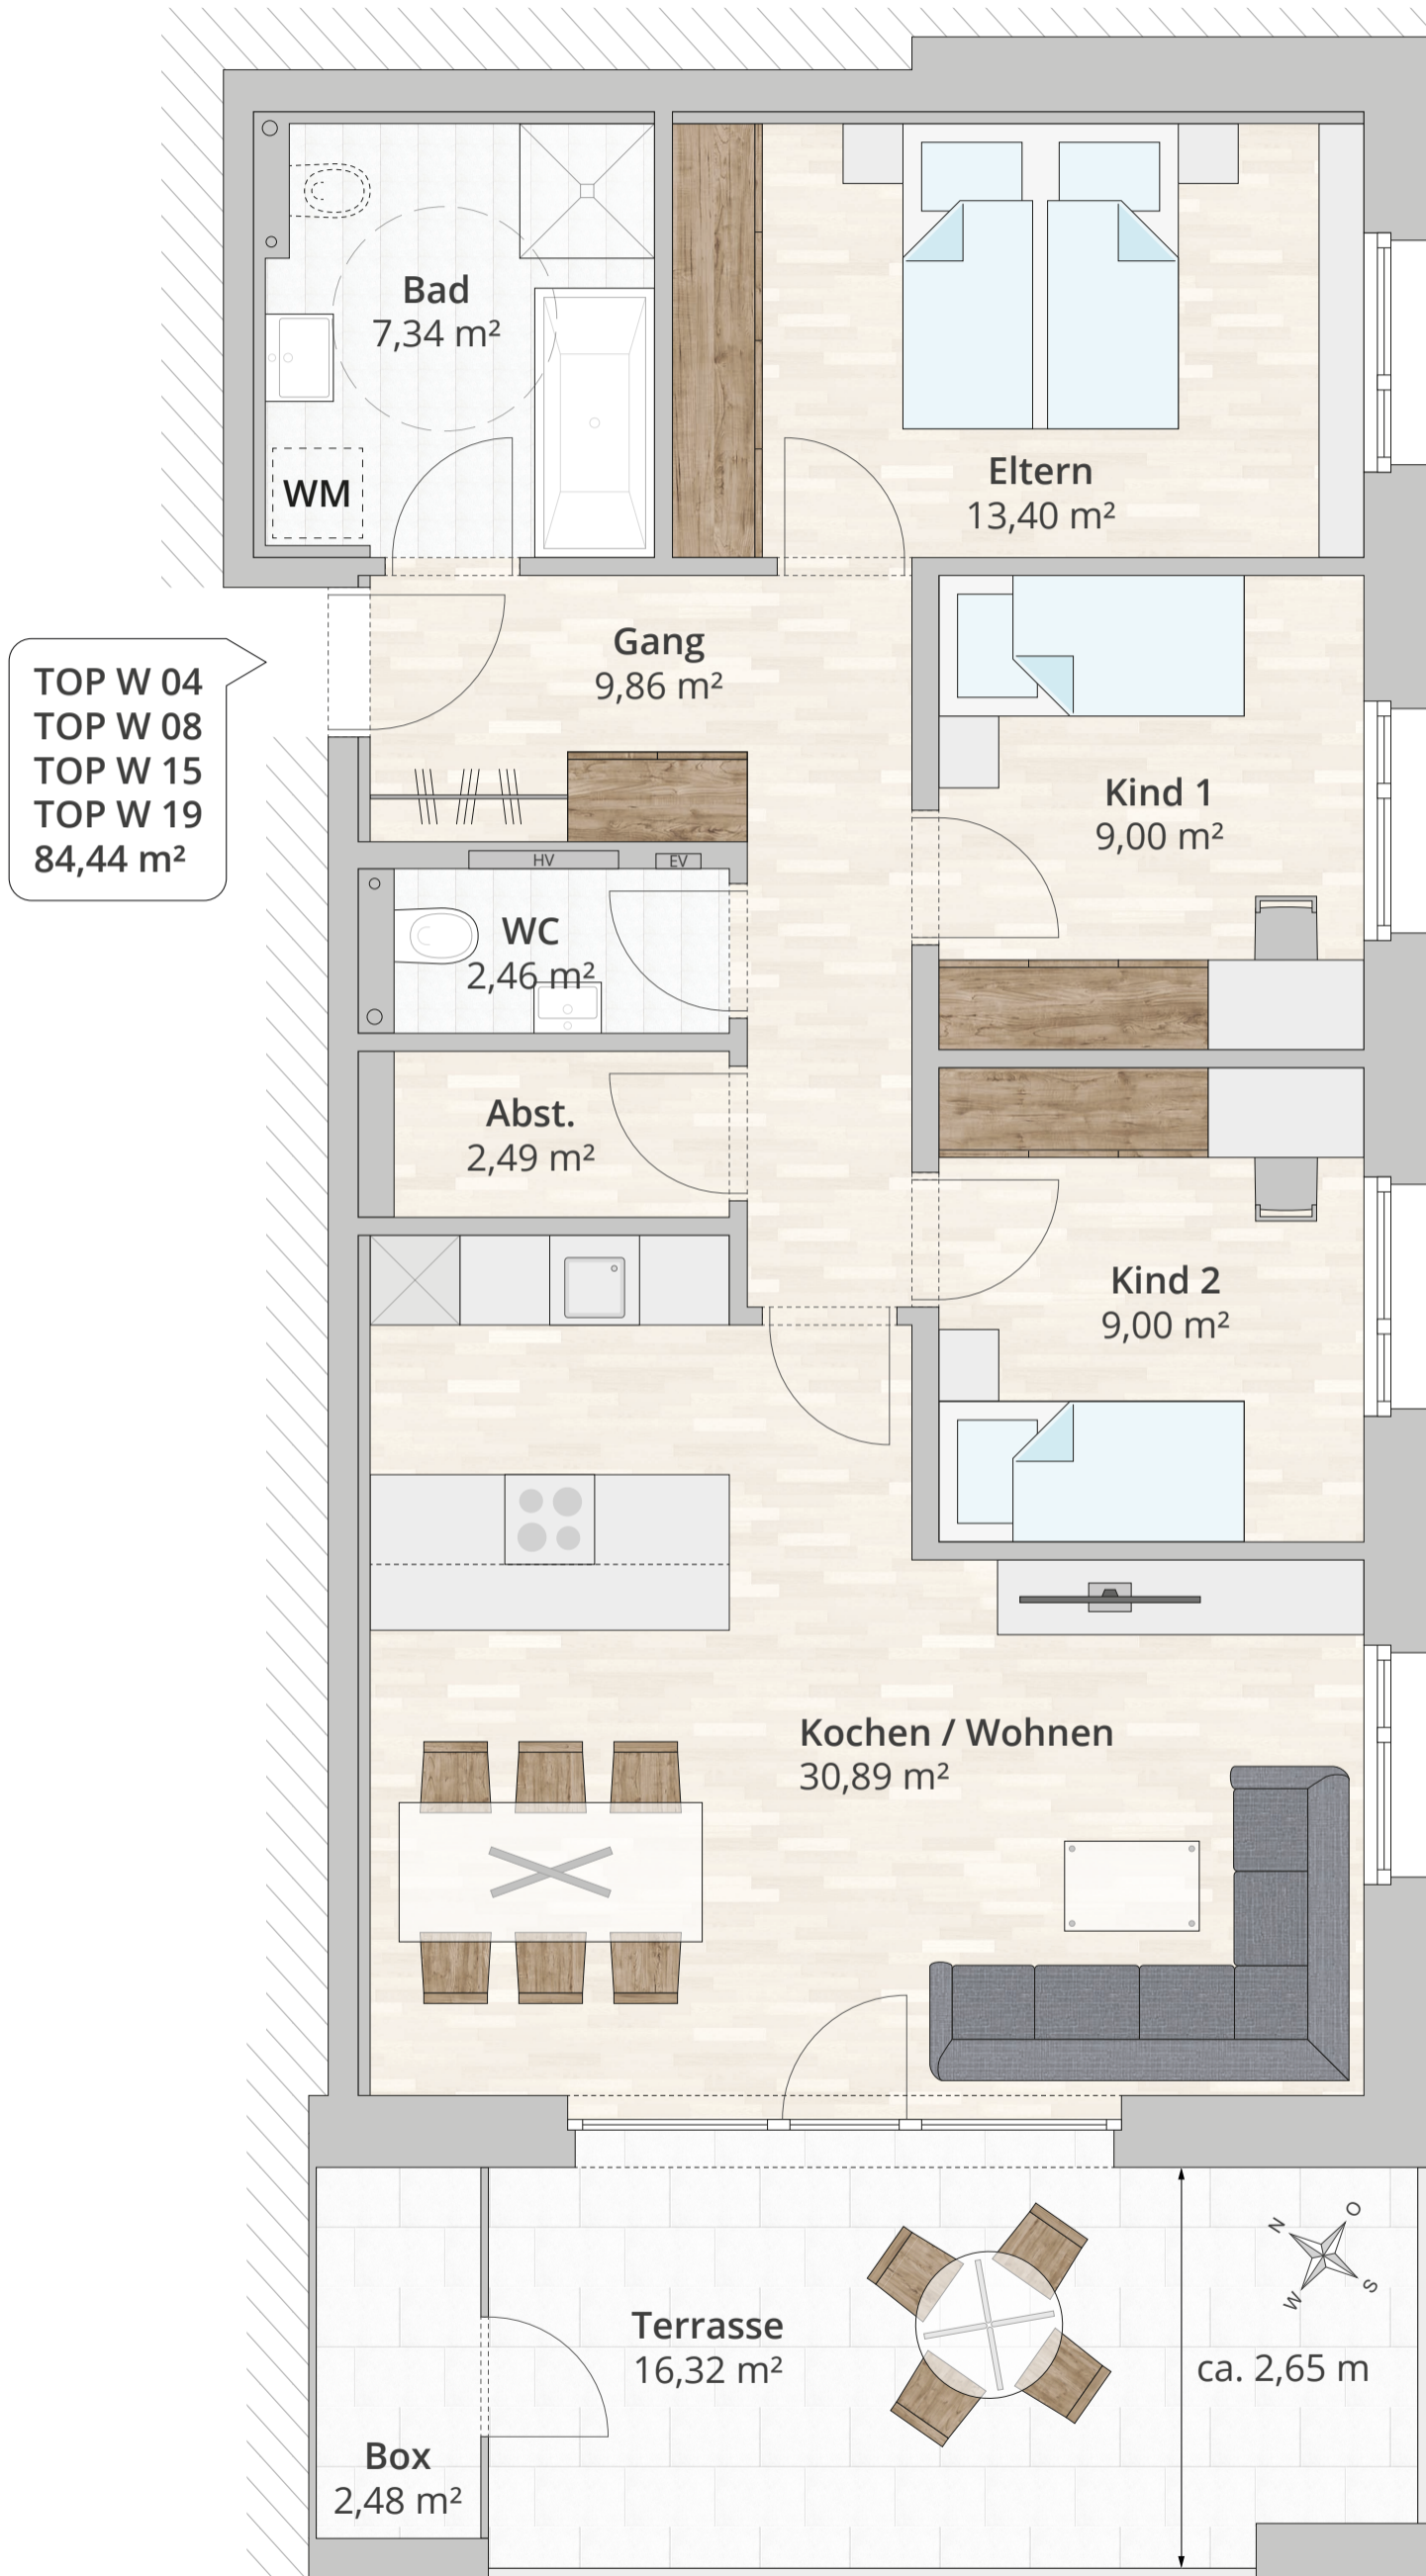 Bad
7,34 m²
WM
Eltern
13,40 m²
Gang
9,86 m²
TOP W 04
TOP W 08
TOP W 15
TOP W 19
84,44 m²
Kind 1
9,00 m²
HV
EV
WC
2,46 m²
Abst.
2,49 m²
Kind 2
9,00 m²
Kochen / Wohnen
30,89 m²
N
O
W
S
Terrasse
16,32 m²
ca. 2,65 m
Box
2,48 m²